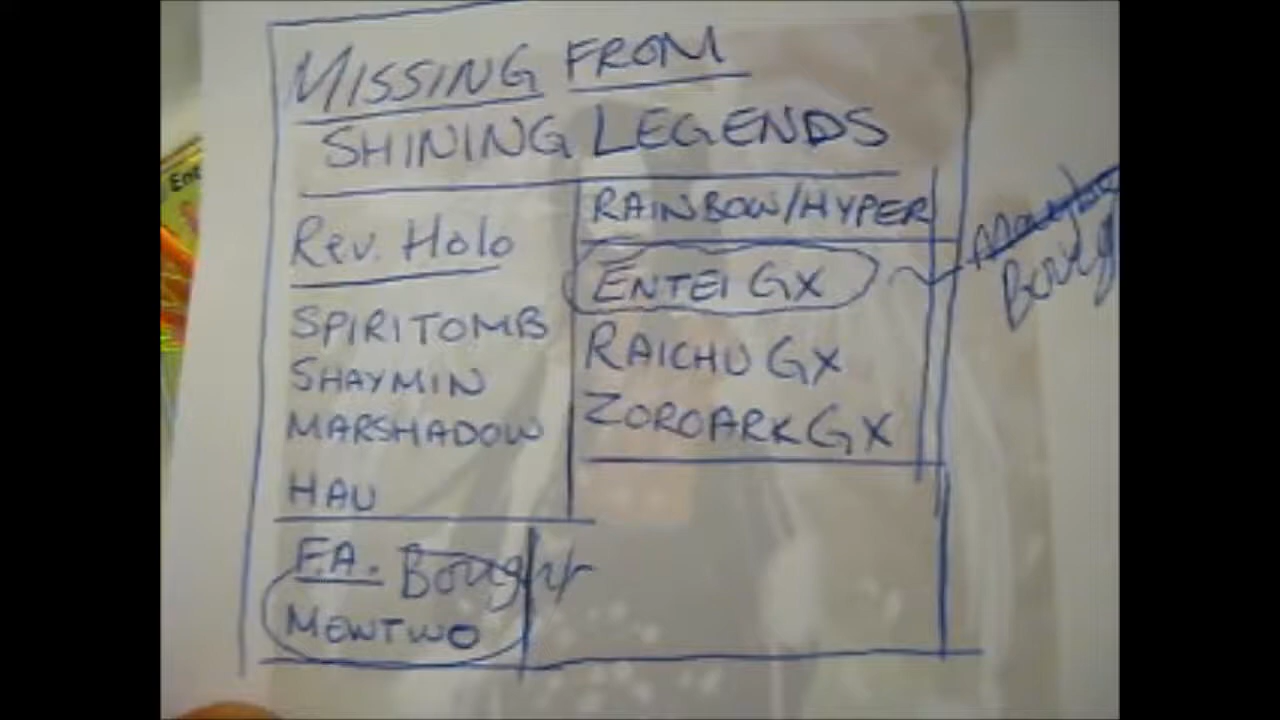 MISSING FROM
SHINING LEGENDS
Rev. Holo
SPIRITOMB
SHAYMIN
MARSHADOW
HAU
RAINBOW/HYPER
ENTEI GX
RAICHU GX
ZOROARK GX
F.A. Bought
MEWTWO
Ent